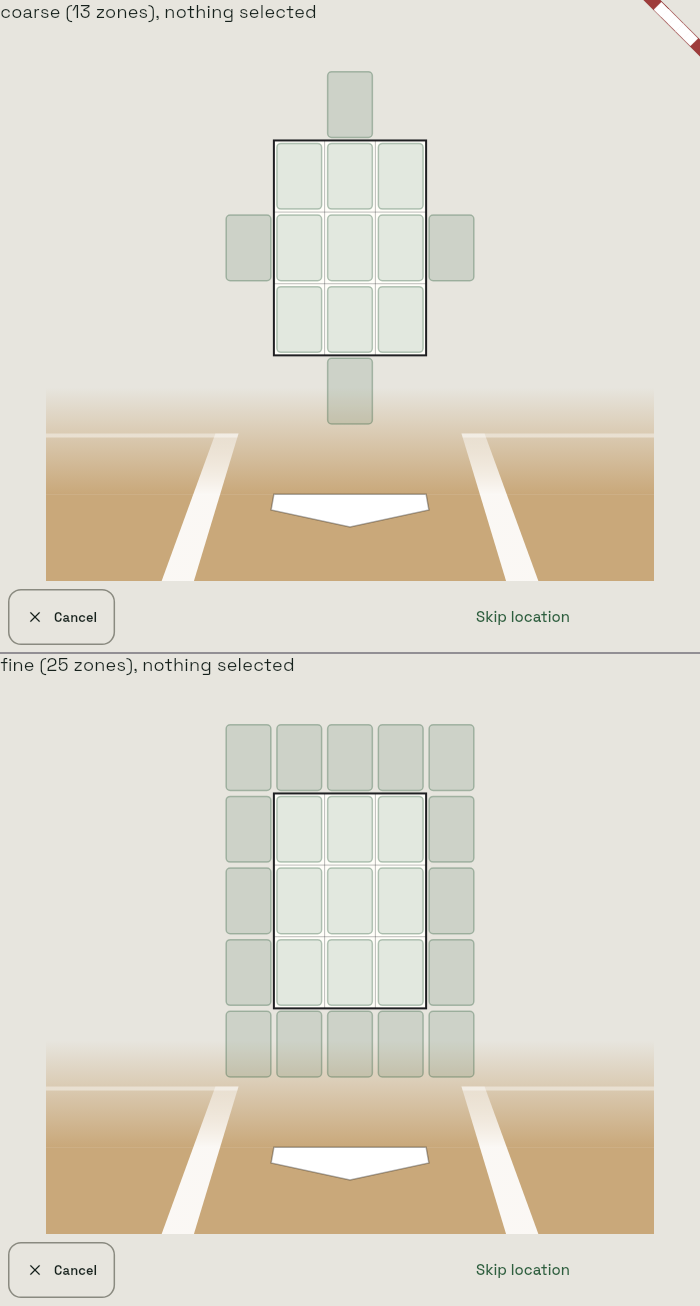 coarse (13 zones), nothing selected
Cancel
Skip location
fine (25 zones), nothing selected
Cancel
Skip location